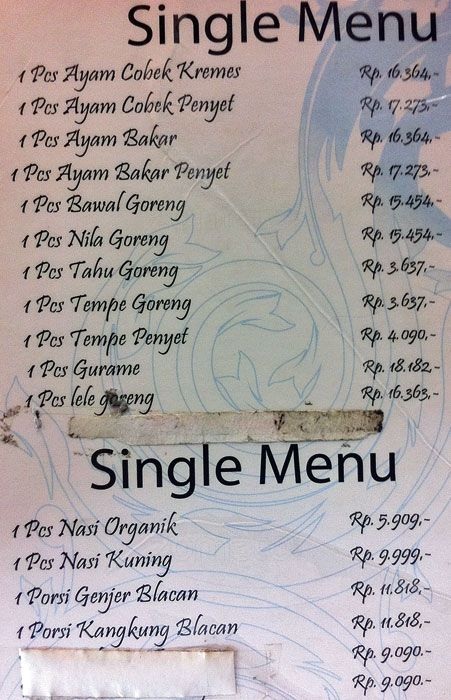 Single Menu
1 Pcs Ayam Cobek Kremes Rp. 16.364,-
1 Pcs Ayam Cobek Penyet Rp. 17.273,-
1 Pcs Ayam Bakar Rp. 16.364,-
1 Pcs Ayam Bakar Penyet Rp. 17.273,-
1 Pcs Bawal Goreng Rp. 15.454,-
1 Pcs Nila Goreng Rp. 15.454,-
1 Pcs Tahu Goreng Rp. 3.637,-
1 Pcs Tempe Goreng Rp. 3.637,-
1 Pcs Tempe Penyet Rp. 4.090,-
1 Pcs Gurame Rp. 18.182,-
1 Pcs lele goreng Rp. 16.363,-
Single Menu
1 Pcs Nasi Organik Rp. 5.909,-
1 Pcs Nasi Kuning Rp. 9.999,-
1 Porsi Genjer Blacan Rp. 11.818,-
1 Porsi Kangkung Blacan Rp. 11.818,-
Rp. 9.090,-
Rp. 9.090,-